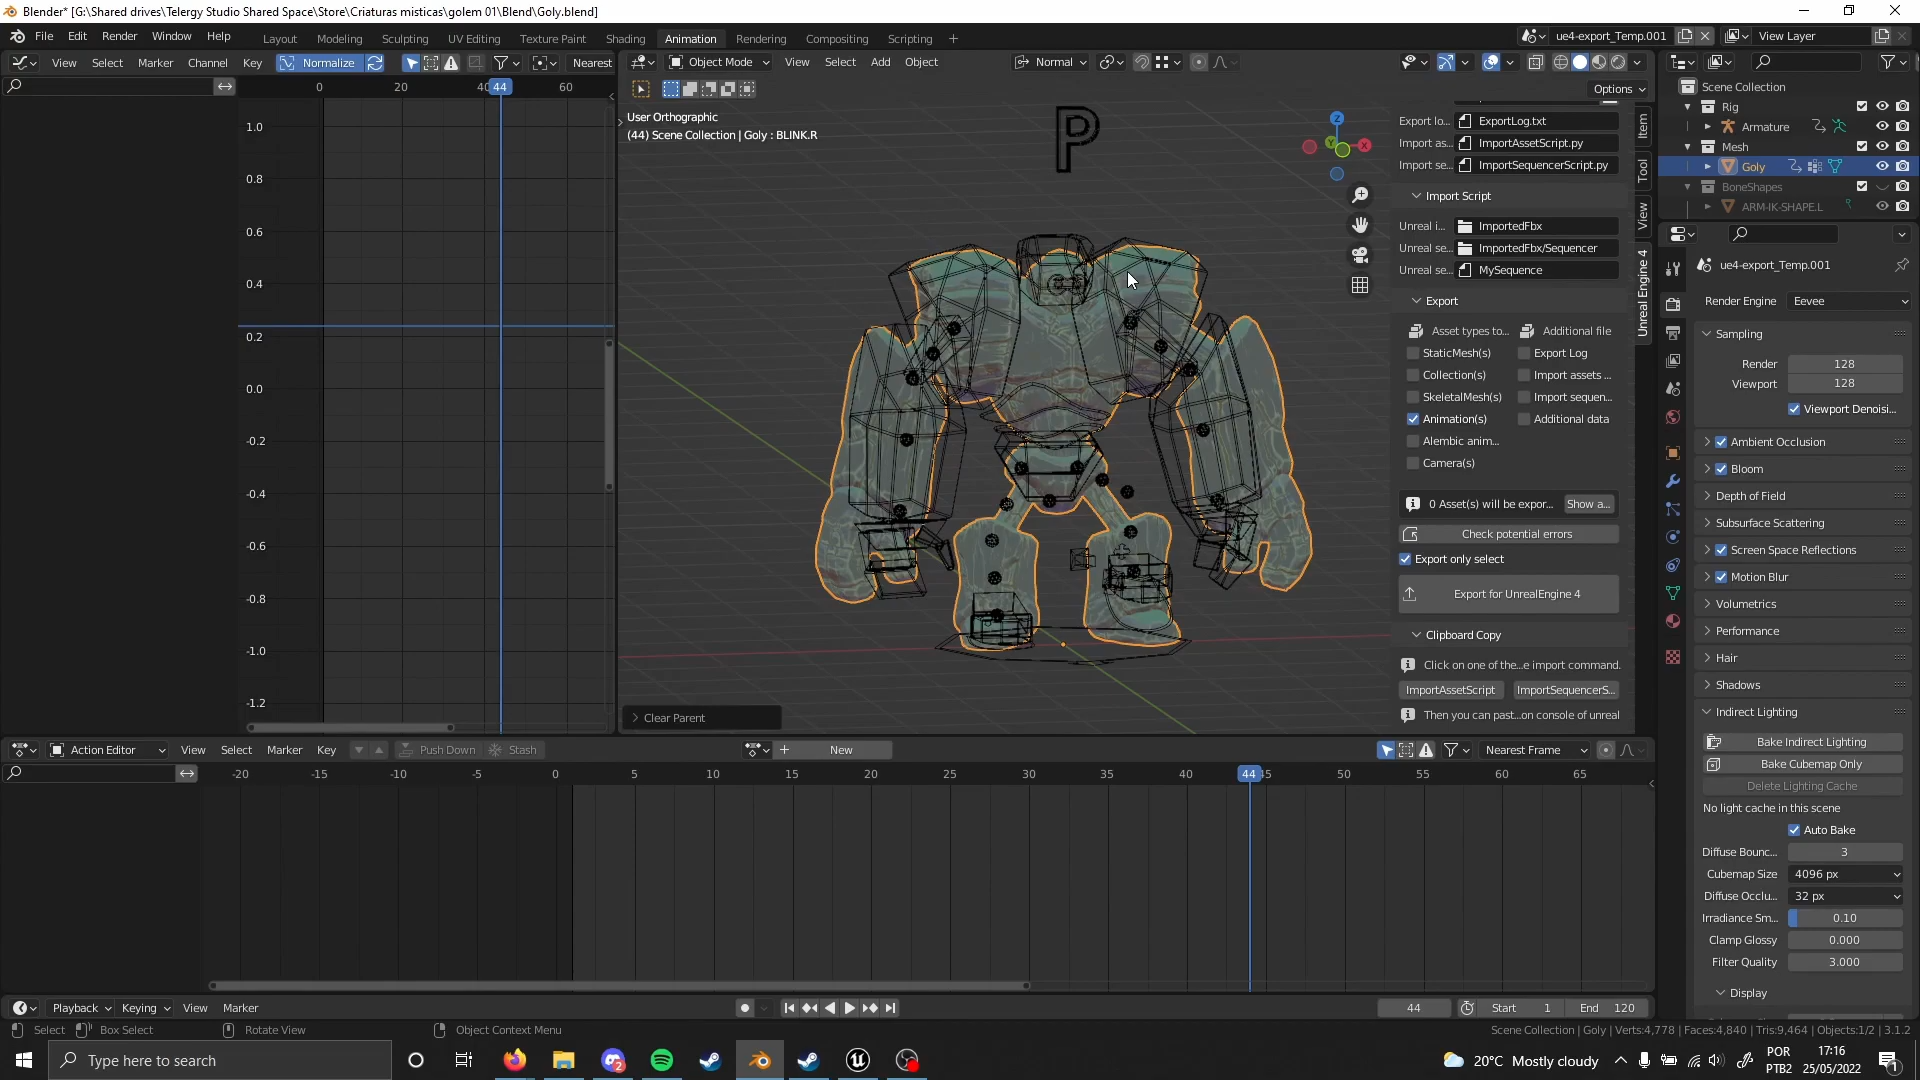 Blender* [G:\Shared drives\Telergy Studio Shared Space\Store\Criaturas misticas\golem 01\Blend\Goly.blend]
File Edit Render Window Help
Layout Modeling Sculpting UV Editing Texture Paint Shading Animation Rendering Compositing Scripting +
ue4-export_Temp.001
View Layer
View Select Marker Channel Key Normalize Nearest
0 20 40 44 60
1.0
0.8
0.6
0.4
0.2
0.0
-0.2
-0.4
-0.6
-0.8
-1.0
-1.2
Object Mode View Select Add Object Normal
Options
User Orthographic
(44) Scene Collection | Goly : BLINK.R
P
Z
Y
X
Export lo... ExportLog.txt
Import as... ImportAssetScript.py
Import se... ImportSequencerScript.py
Import Script
Unreal i... ImportedFbx
Unreal se... ImportedFbx/Sequencer
Unreal se... MySequence
Export
Asset types to... Additional file
StaticMesh(s) Export Log
Collection(s) Import assets ...
SkeletalMesh(s) Import sequen...
Animation(s) Additional data
Alembic anim...
Camera(s)
0 Asset(s) will be expor... Show a...
Check potential errors
Export only select
Export for UnrealEngine 4
Clipboard Copy
Click on one of the...e import command.
ImportAssetScript ImportSequencerS...
Then you can past...on console of unreal
Item
Tool
View
Unreal Engine 4
Clear Parent
Scene Collection
Rig
Armature
Mesh
Goly
BoneShapes
ARM-IK-SHAPE.L
ue4-export_Temp.001
Render Engine Eevee
Sampling
Render 128
Viewport 128
Viewport Denoisi...
Ambient Occlusion
Bloom
Depth of Field
Subsurface Scattering
Screen Space Reflections
Motion Blur
Volumetrics
Performance
Hair
Shadows
Indirect Lighting
Bake Indirect Lighting
Bake Cubemap Only
Delete Lighting Cache
No light cache in this scene
Auto Bake
Diffuse Bounc... 3
Cubemap Size 4096 px
Diffuse Occlu... 32 px
Irradiance Sm... 0.10
Clamp Glossy 0.000
Filter Quality 3.000
Display
Action Editor View Select Marker Key Push Down Stash + New Nearest Frame
-20 -15 -10 -5 0 5 10 15 20 25 30 35 40 44 45 50 55 60 65
Playback Keying View Marker
44 Start 1 End 120
Select Box Select Rotate View Object Context Menu
Scene Collection | Goly | Verts:4,778 | Faces:4,840 | Tris:9,464 | Objects:1/2 | 3.1.2
Type here to search
2
20°C Mostly cloudy
POR
PTB2
17:16
25/05/2022
1